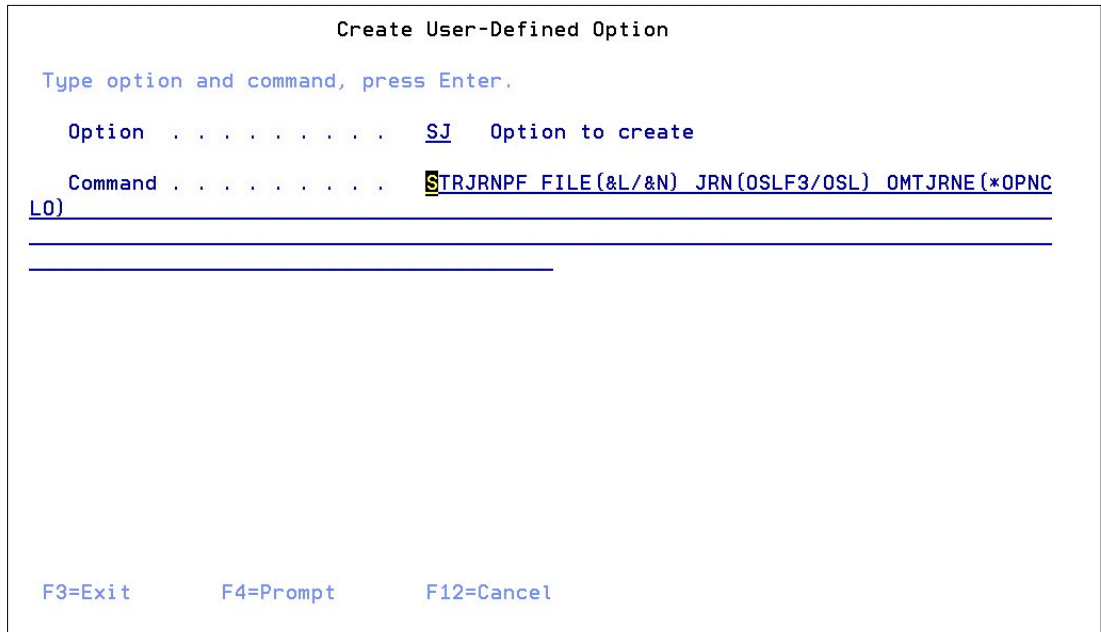 Create User-Defined Option
Type option and command, press Enter.
Option . . . . . . . . . SJ Option to create
Command . . . . . . . . . STRJRNPF FILE(&L/&N) JRN(OSLF3/OSL) OMTJRNE(*OPNC
LO)
F3=Exit F4=Prompt F12=Cancel